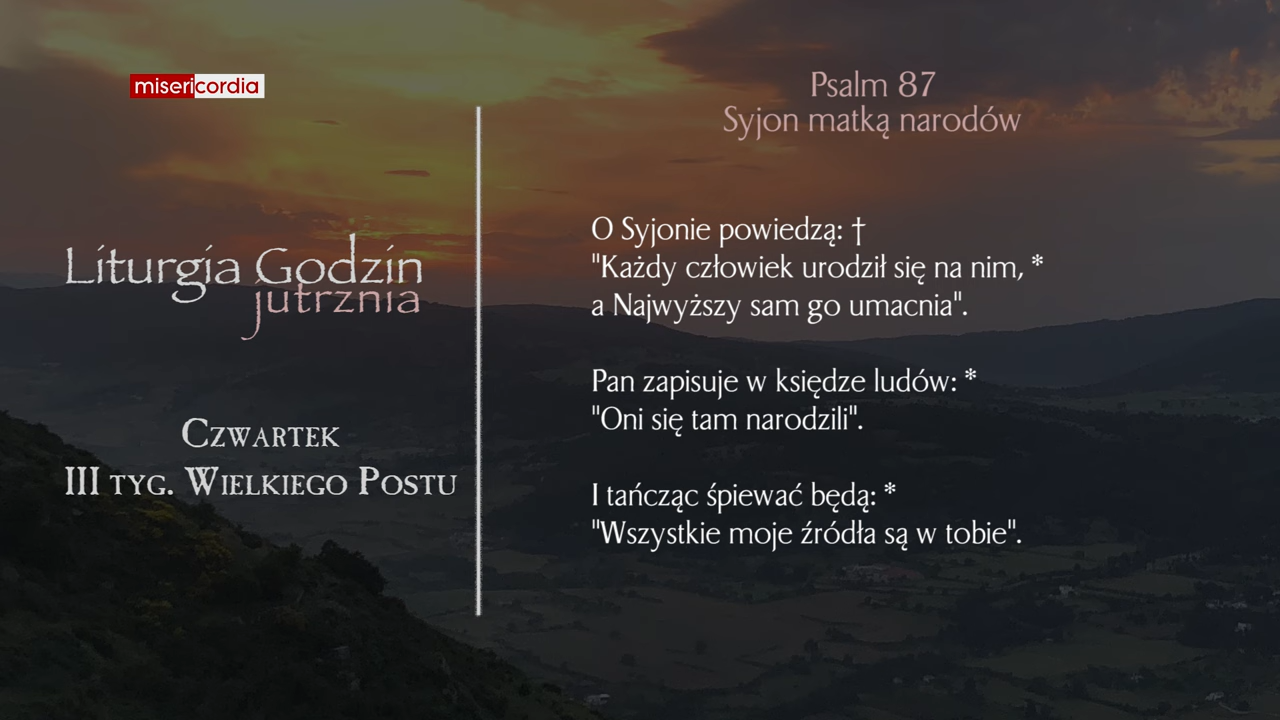 misericordia
Liturgia Godzin
jutrznia
Czwartek
III tyg. Wielkiego Postu
Psalm 87
Syjon matką narodów
O Syjonie powiedzą: †
"Każdy człowiek urodził się na nim, *
a Najwyższy sam go umacnia".
Pan zapisuje w księdze ludów: *
"Oni się tam narodzili".
I tańcząc śpiewać będą: *
"Wszystkie moje źródła są w tobie".